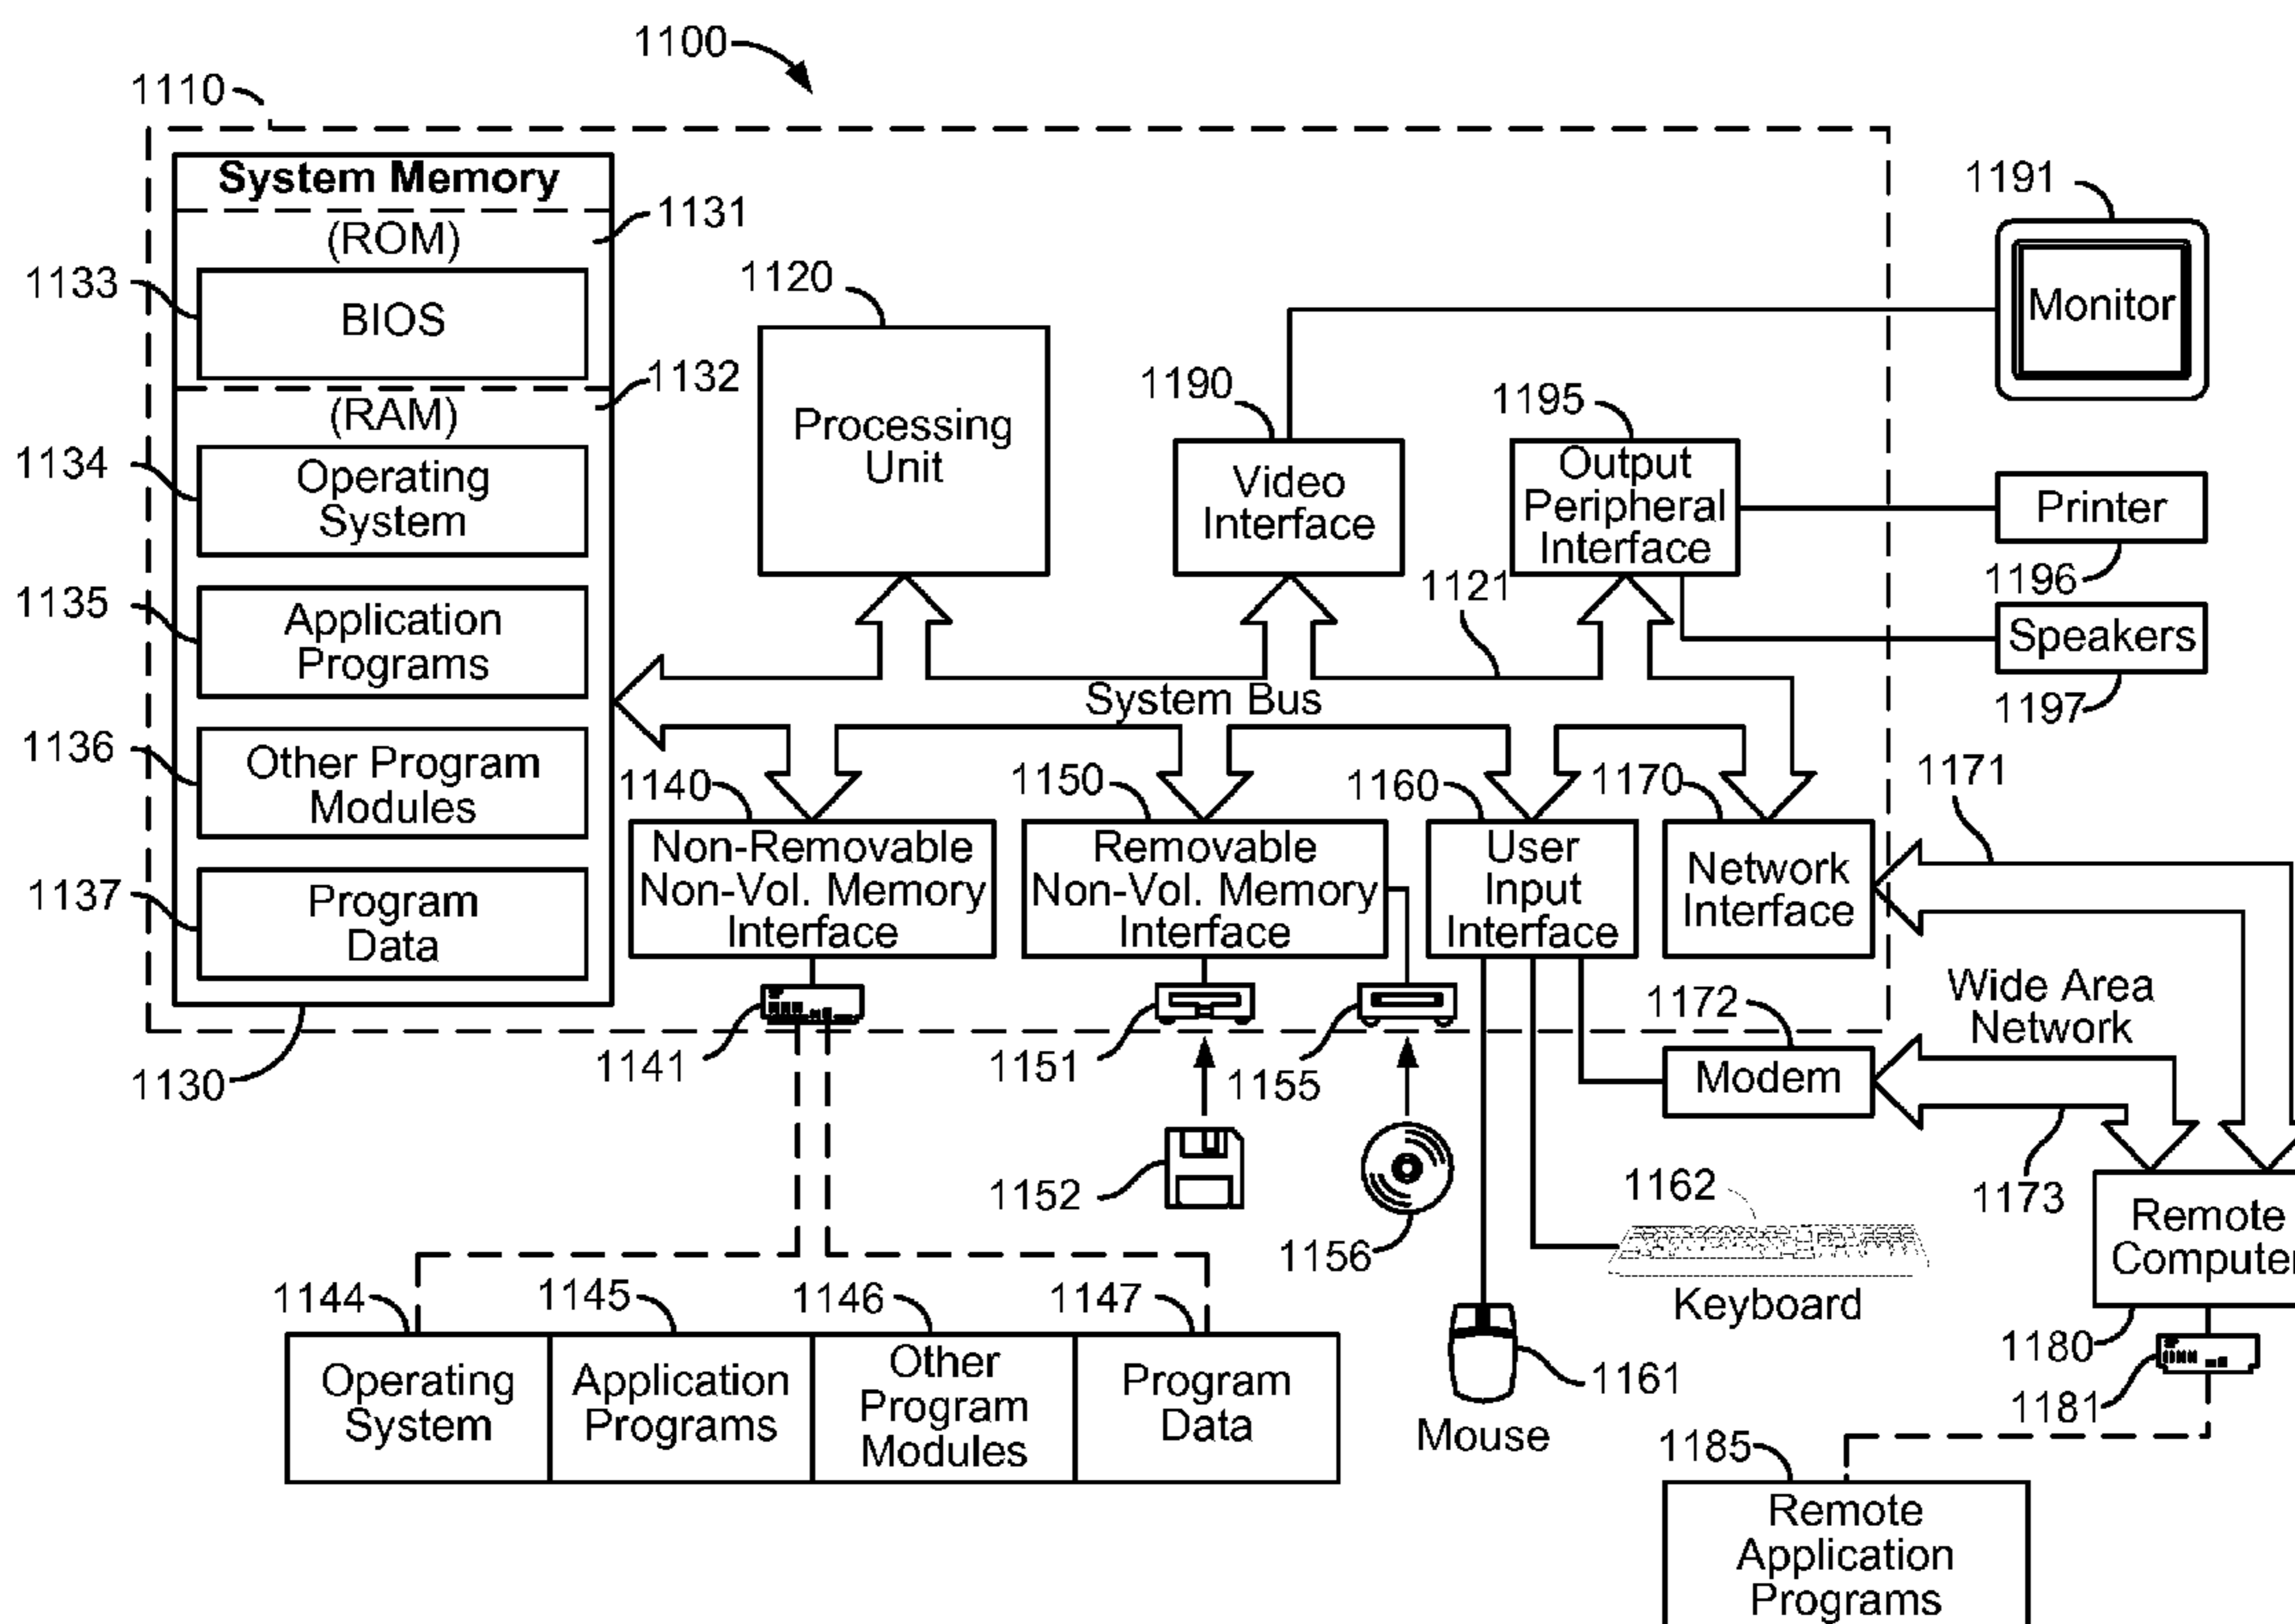 1100
1110
System Memory
(ROM)
1131
1133
BIOS
1132
(RAM)
1134
Operating
System
1135
Application
Programs
1136
Other Program
Modules
1137
Program
Data
1130
1120
Processing
Unit
1190
Video
Interface
1195
Output
Peripheral
Interface
1121
System Bus
1191
Monitor
Printer
1196
Speakers
1197
1140
Non-Removable
Non-Vol. Memory
Interface
1150
Removable
Non-Vol. Memory
Interface
1160
User
Input
Interface
1170
Network
Interface
1171
1141
1151
1155
1172
Modem
Wide Area
Network
1173
1152
1156
1162
Keyboard
Remote
Computer
1180
1181
1161
Mouse
1144
1145
1146
1147
Operating
System
Application
Programs
Other
Program
Modules
Program
Data
1185
Remote
Application
Programs